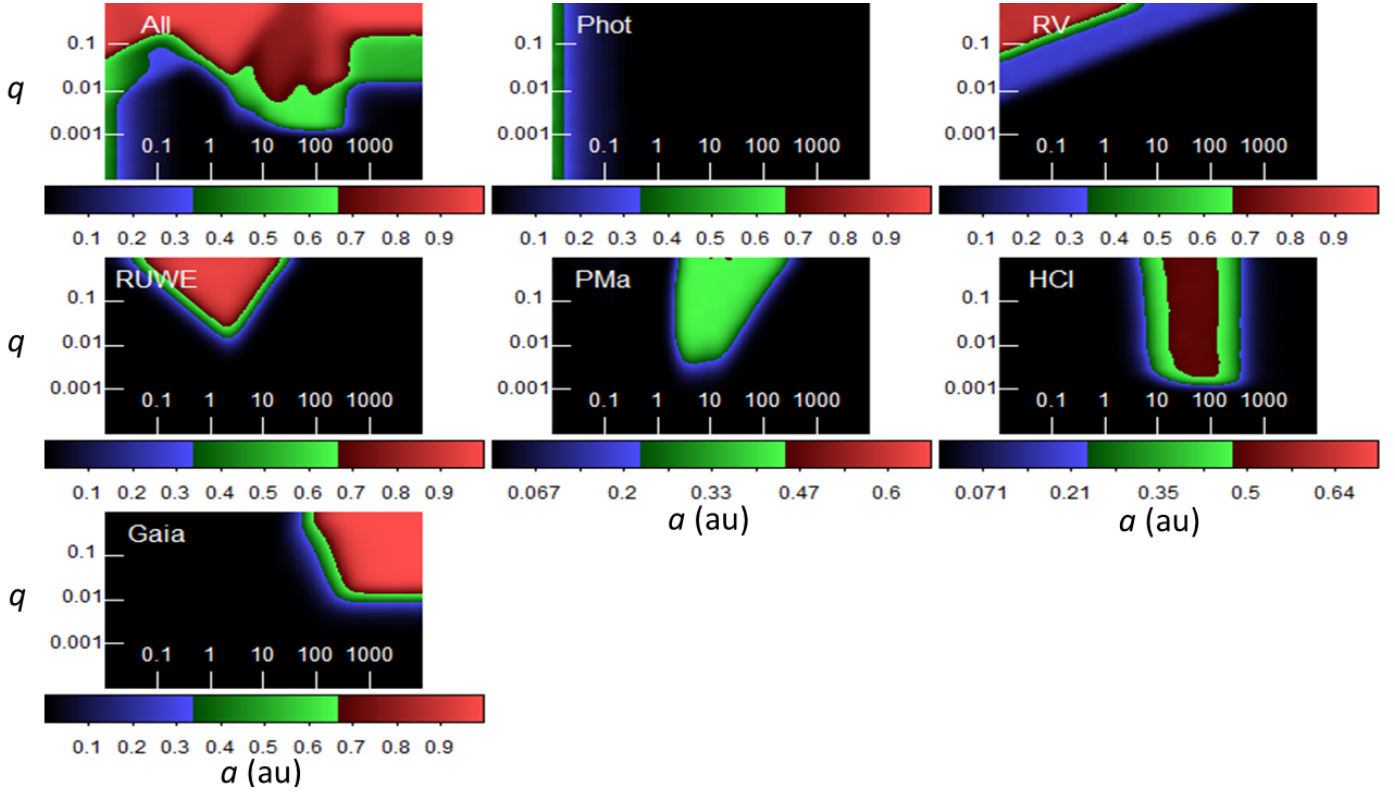 All Phot RV
q 0.1 0.1 0.1
0.01 0.01 0.01
0.001 0.1 1 10 100 1000 0.001 0.1 1 10 100 1000 0.001 0.1 1 10 100 1000
0.1 0.2 0.3 0.4 0.5 0.6 0.7 0.8 0.9 0.1 0.2 0.3 0.4 0.5 0.6 0.7 0.8 0.9 0.1 0.2 0.3 0.4 0.5 0.6 0.7 0.8 0.9
RUWE PMa HCI
q 0.1 0.1 0.1
0.01 0.01 0.01
0.001 0.1 1 10 100 1000 0.001 0.1 1 10 100 1000 0.001 0.1 1 10 100 1000
0.1 0.2 0.3 0.4 0.5 0.6 0.7 0.8 0.9 0.067 0.2 0.33 0.47 0.6 0.071 0.21 0.35 0.5 0.64
a (au) a (au)
Gaia
q 0.1
0.01
0.001 0.1 1 10 100 1000
0.1 0.2 0.3 0.4 0.5 0.6 0.7 0.8 0.9
a (au)